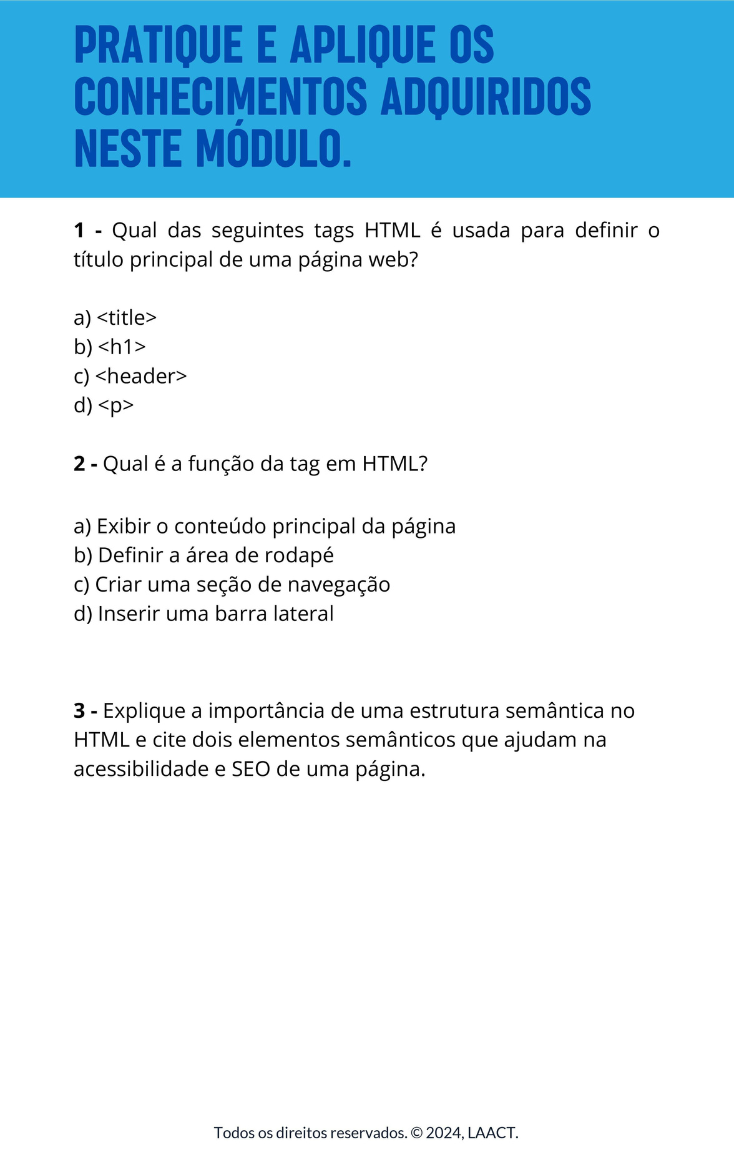 PRATIQUE E APLIQUE OS
CONHECIMENTOS ADQUIRIDOS
NESTE MÓDULO.
1 - Qual das seguintes tags HTML é usada para definir o
título principal de uma página web?
a) <title>
b) <h1>
c) <header>
d) <p>
2 - Qual é a função da tag em HTML?
a) Exibir o conteúdo principal da página
b) Definir a área de rodapé
c) Criar uma seção de navegação
d) Inserir uma barra lateral
3 - Explique a importância de uma estrutura semântica no
HTML e cite dois elementos semânticos que ajudam na
acessibilidade e SEO de uma página.
Todos os direitos reservados. © 2024, LAACT.